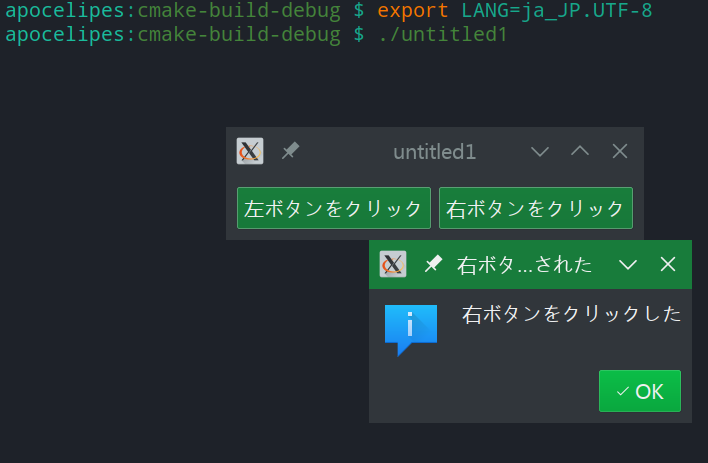 apocelipes:cmake-build-debug $ export LANG=ja_JP.UTF-8
apocelipes:cmake-build-debug $ ./untitled1
untitled1
左ボタンをクリック 右ボタンをクリック
右ボタ...された
右ボタンをクリックした
OK